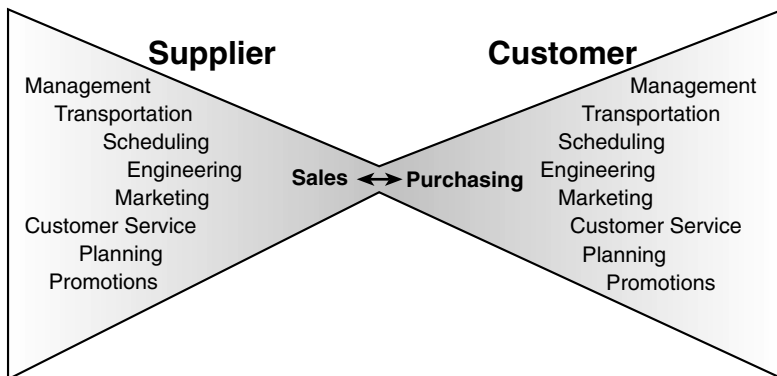 Supplier
Management
Transportation
Scheduling
Engineering
Marketing
Customer Service
Planning
Promotions
Sales
Purchasing
Customer
Management
Transportation
Scheduling
Engineering
Marketing
Customer Service
Planning
Promotions